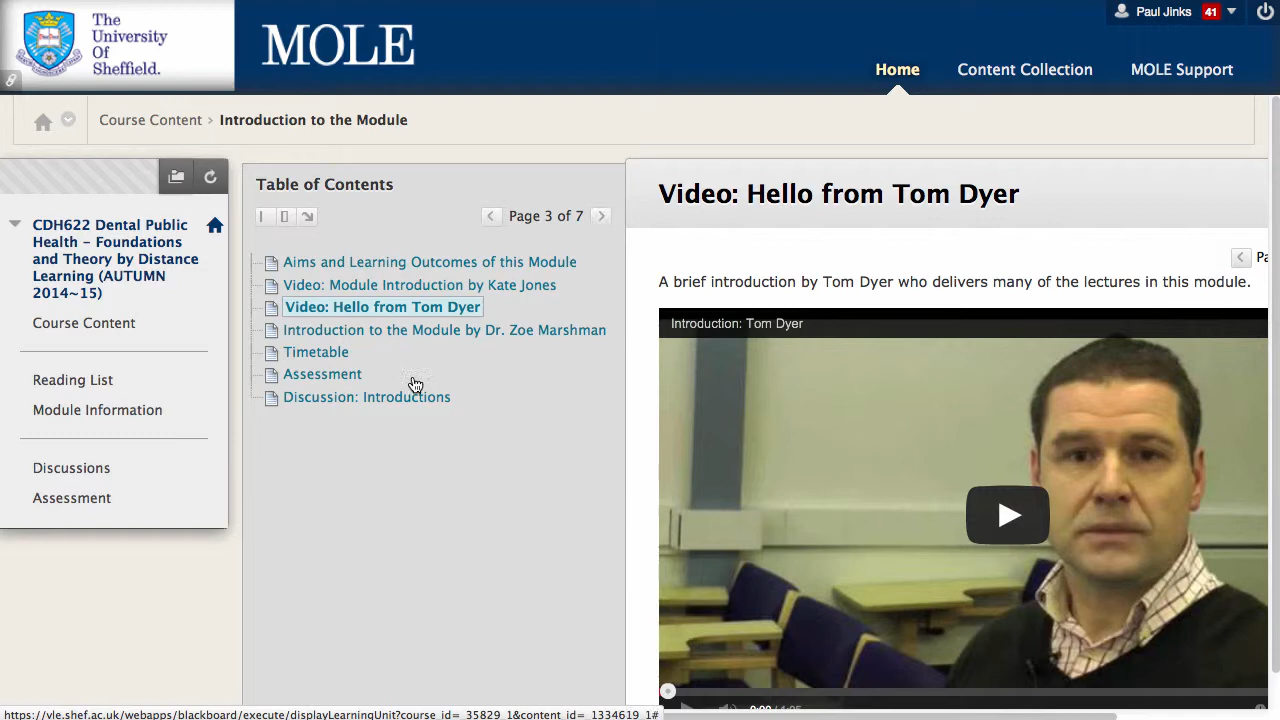 The
University
Of
Sheffield.
MOLE
Paul Jinks
41
Home
Content Collection
MOLE Support
Course Content > Introduction to the Module
CDH622 Dental Public
Health - Foundations
and Theory by Distance
Learning (AUTUMN
2014~15)
Course Content
Reading List
Module Information
Discussions
Assessment
Table of Contents
Page 3 of 7
Aims and Learning Outcomes of this Module
Video: Module Introduction by Kate Jones
Video: Hello from Tom Dyer
Introduction to the Module by Dr. Zoe Marshman
Timetable
Assessment
Discussion: Introductions
Video: Hello from Tom Dyer
A brief introduction by Tom Dyer who delivers many of the lectures in this module.
Introduction: Tom Dyer
https://vle.shef.ac.uk/webapps/blackboard/execute/displayLearningUnit?course_id=_35829_1&content_id=_1334619_1#